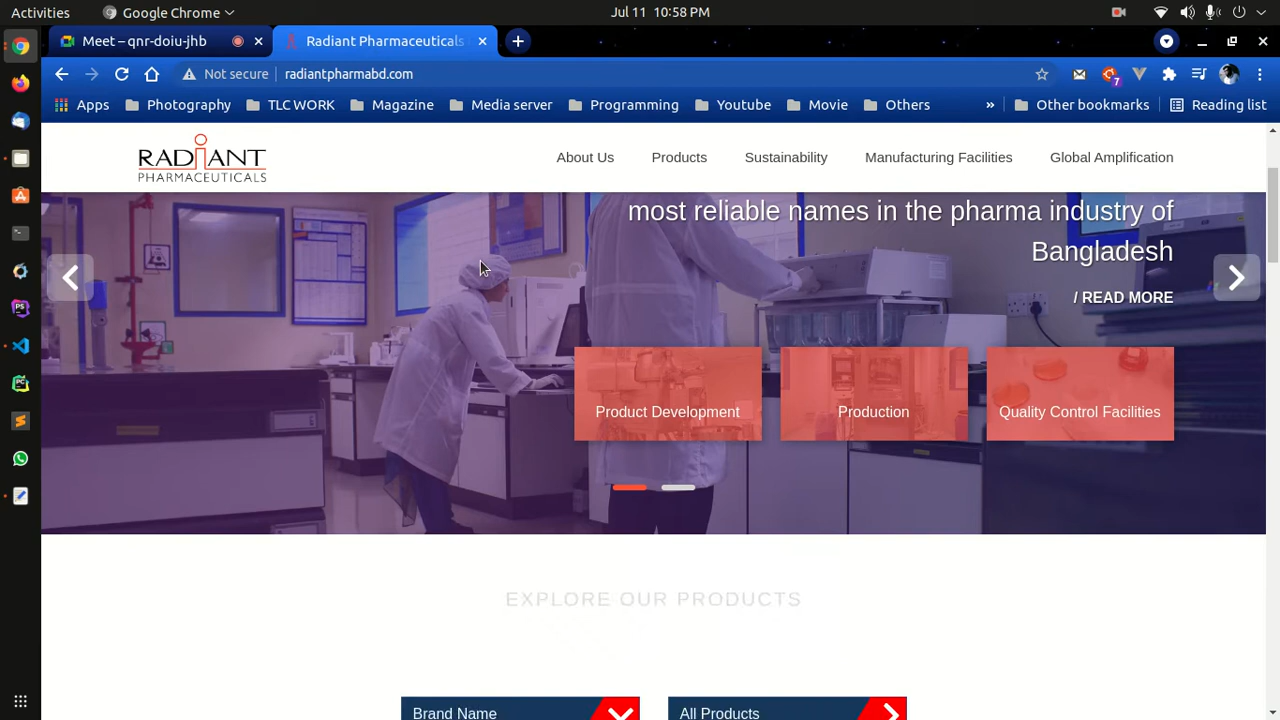 Activities
Google Chrome
Jul 11 10:58 PM
Meet – qnr-doiu-jhb
Radiant Pharmaceuticals
Not secure
radiantpharmabd.com
7
Apps
Photography
TLC WORK
Magazine
Media server
Programming
Youtube
Movie
Others
»
Other bookmarks
Reading list
RADIANT
PHARMACEUTICALS
About Us
Products
Sustainability
Manufacturing Facilities
Global Amplification
most reliable names in the pharma industry of
Bangladesh
/ READ MORE
Product Development
Production
Quality Control Facilities
EXPLORE OUR PRODUCTS
Brand Name
All Products